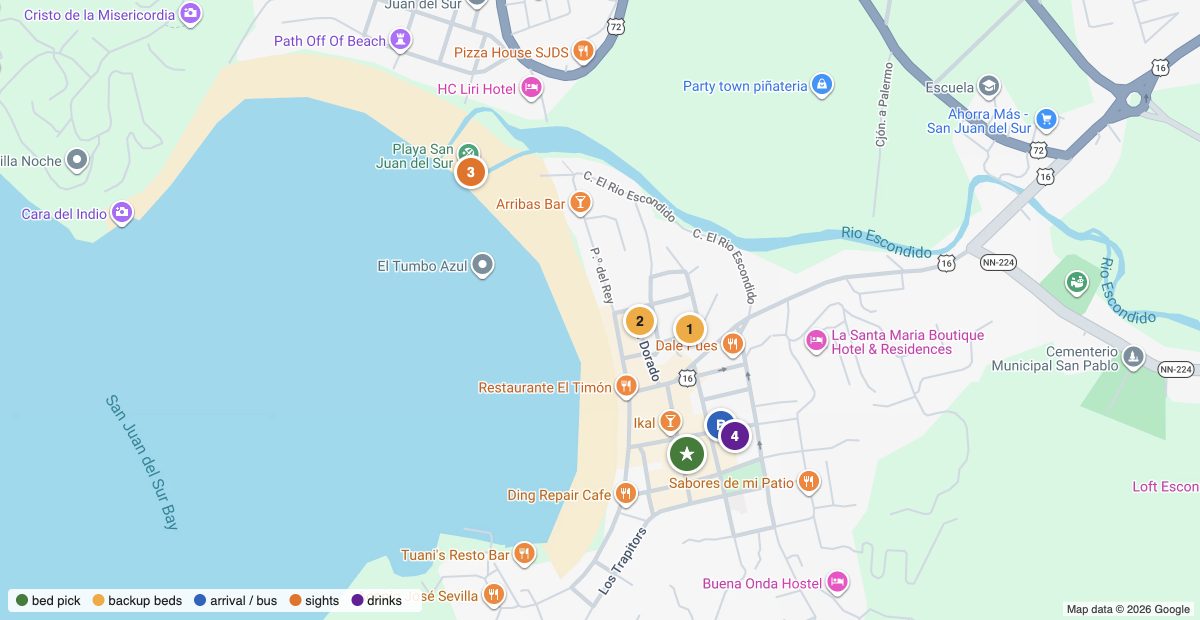 Juan del Sur
Cristo de la Misericordia
72
Path Off Of Beach
Pizza House SJDS
16
HC Liri Hotel
Party town piñateria
Cjón. a Palermo
Escuela
Ahorra Más -
San Juan del Sur
72
16
Playa San
Juan del Sur
illa Noche
3
C. El Rio Escondido
Cara del Indio
Arribas Bar
C. El Rio Escondido
Rio Escondido
El Tumbo Azul
P.º del Rey
16
NN-224
Rio Escondido
2
1
Dale Pues
La Santa Maria Boutique
Hotel & Residences
Dorado
Cementerio
Municipal San Pablo
NN-224
16
Restaurante El Timón
San Juan del Sur Bay
Ikal
4
Sabores de mi Patio
Loft Escon
Ding Repair Cafe
Los Trapitors
Tuani's Resto Bar
Buena Onda Hostel
José Sevilla
bed pick
backup beds
arrival / bus
sights
drinks
Map data © 2026 Google